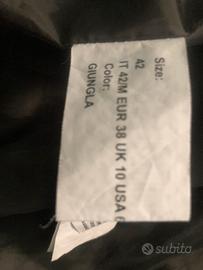 Size:
42
IT 42/M EUR 38 UK 10 USA 6
Color:
GIUNGLA
subito